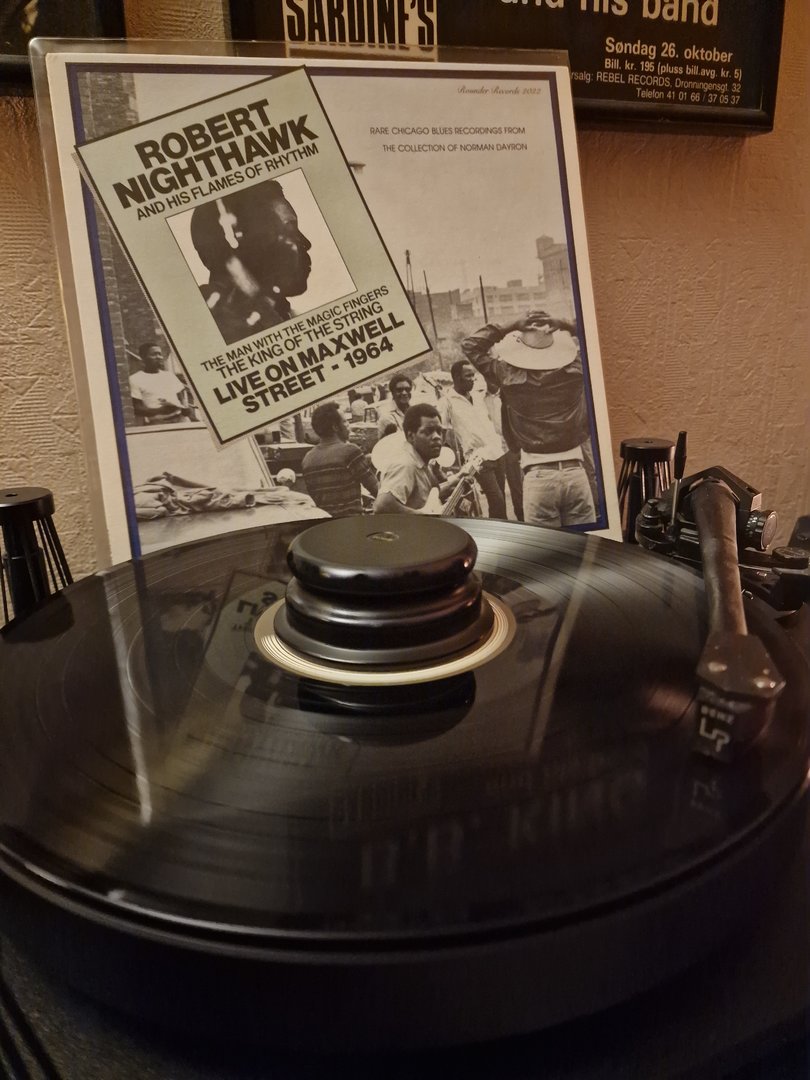 SARDINE'S
and his band
Søndag 26. oktober
Bill. kr. 195 (pluss bill.avg. kr. 5)
rsalg: REBEL RECORDS, Dronningensgt. 32
Telefon 41 01 66 / 37 05 37
Rounder Records 2022
RARE CHICAGO BLUES RECORDINGS FROM
THE COLLECTION OF NORMAN DAYRON
ROBERT
NIGHTHAWK
AND HIS FLAMES OF RHYTHM
THE MAN WITH THE MAGIC FINGERS
THE KING OF THE STRING
LIVE ON MAXWELL
STREET - 1964
BENZ
LP
B'B' KING